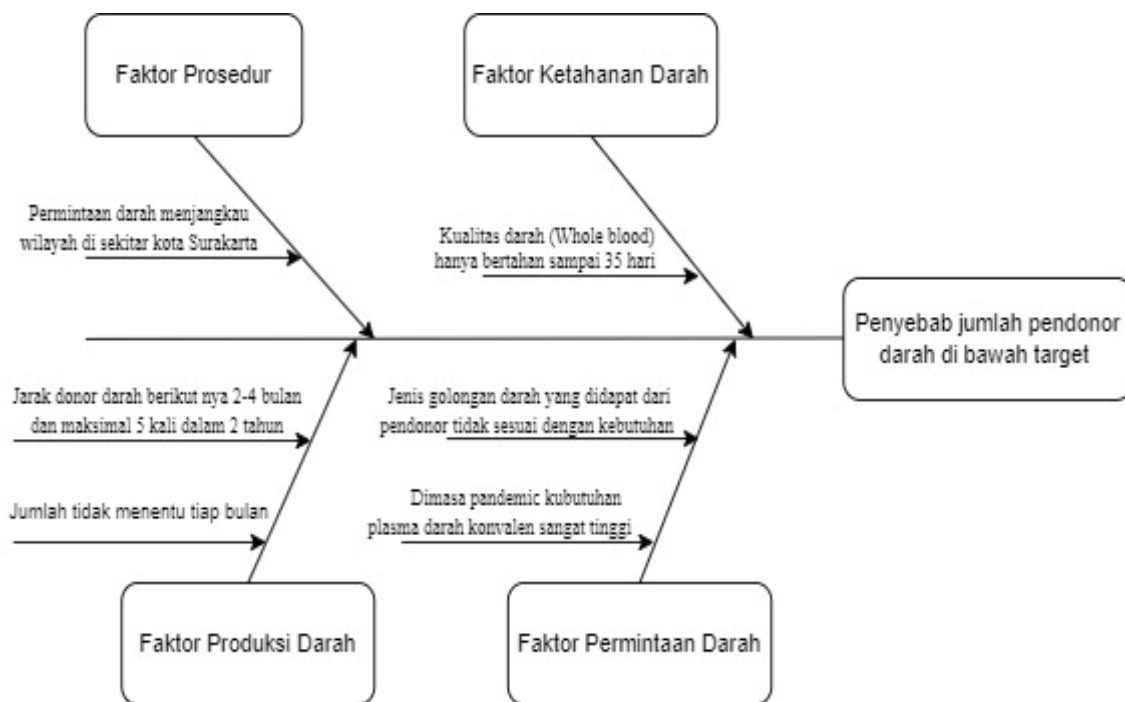 Faktor Prosedur
Faktor Ketahanan Darah
Permintaan darah menjangkau
wilayah di sekitar kota Surakarta
Kualitas darah (Whole blood)
hanya bertahan sampai 35 hari
Penyebab jumlah pendonor
darah di bawah target
Jarak donor darah berikut nya 2-4 bulan
dan maksimal 5 kali dalam 2 tahun
Jenis golongan darah yang didapat dari
pendonor tidak sesuai dengan kebutuhan
Jumlah tidak menentu tiap bulan
Dimasa pandemic kubutuhan
plasma darah konvalen sangat tinggi
Faktor Produksi Darah
Faktor Permintaan Darah